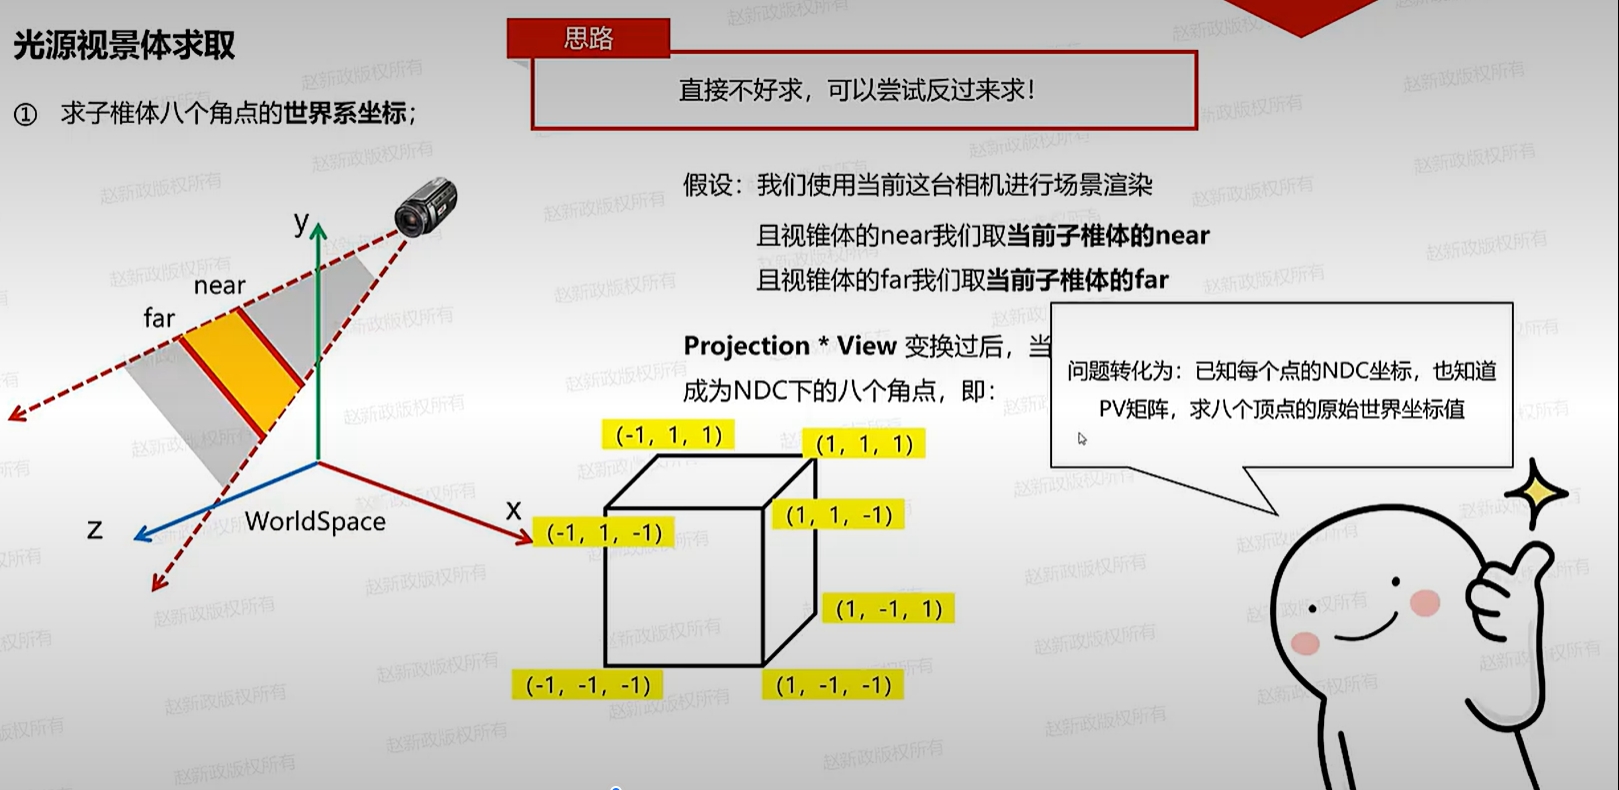 光源视景体求取
① 求子椎体八个角点的世界系坐标；
思路
直接不好求，可以尝试反过来求！
假设：我们使用当前这台相机进行场景渲染
且视锥体的near我们取当前子椎体的near
且视锥体的far我们取当前子椎体的far
Projection * View 变换过后，当
成为NDC下的八个角点，即：
问题转化为：已知每个点的NDC坐标，也知道
PV矩阵，求八个顶点的原始世界坐标值
y
near
far
z
WorldSpace
x
(-1, 1, 1)
(1, 1, 1)
(-1, 1, -1)
(1, 1, -1)
(1, -1, 1)
(-1, -1, -1)
(1, -1, -1)
赵新政版权所有